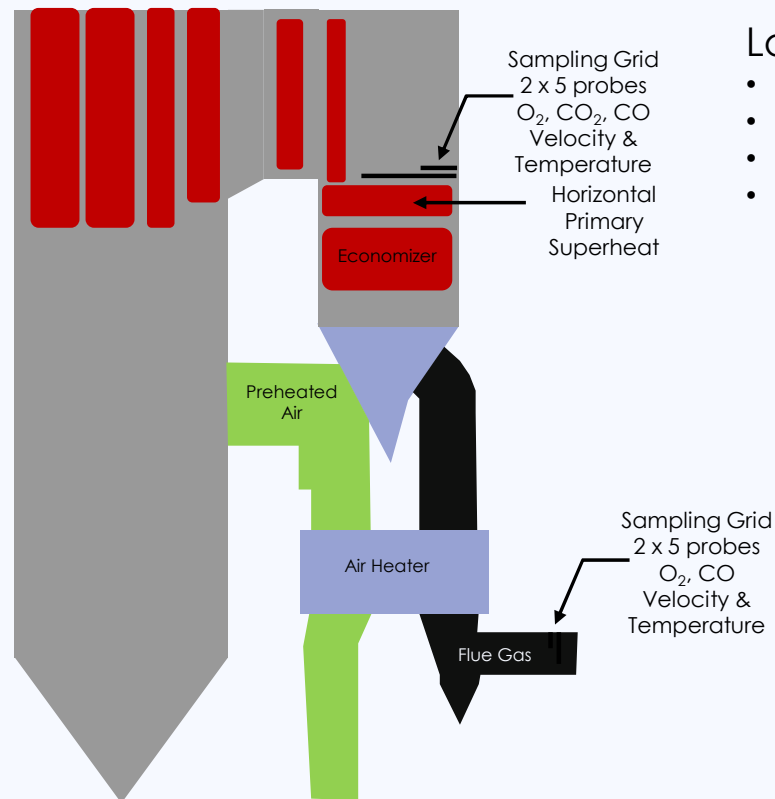 Sampling Grid
2 x 5 probes
O₂, CO₂, CO
Velocity &
Temperature
Horizontal
Primary
Superheat
Economizer
Preheated
Air
Air Heater
Sampling Grid
2 x 5 probes
O₂, CO
Velocity &
Temperature
Flue Gas
•
•
•
•